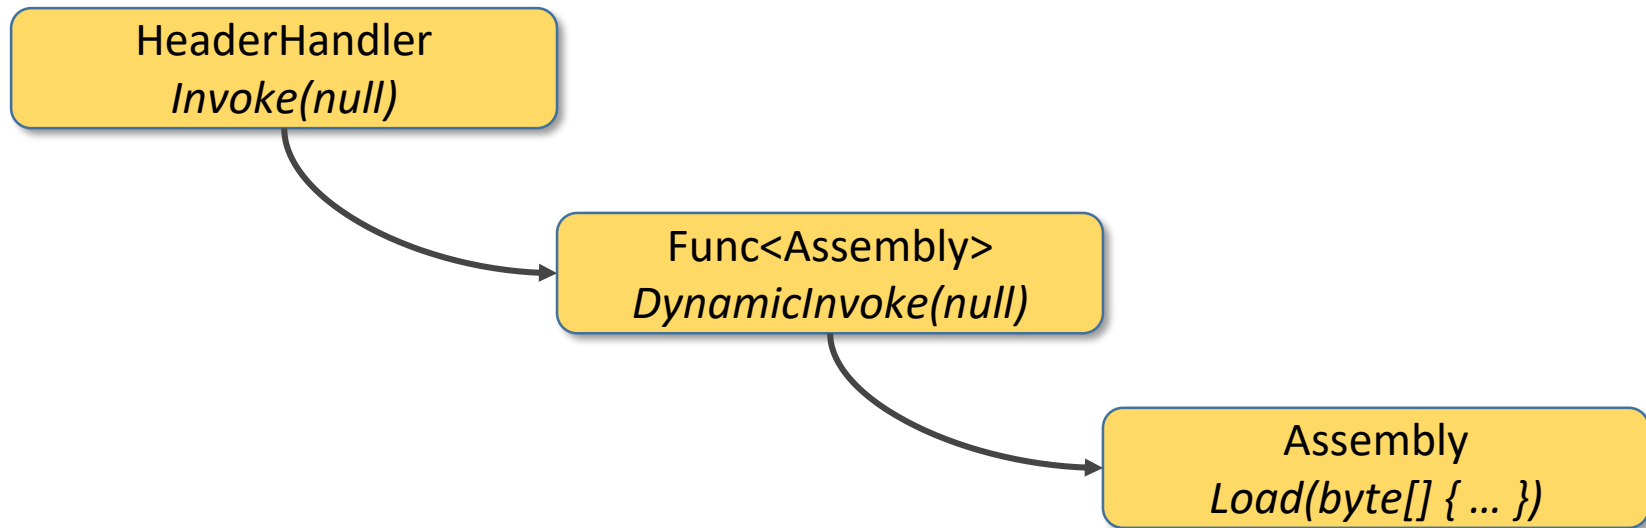 HeaderHandler
Invoke(null)
Func<Assembly>
DynamicInvoke(null)
Assembly
Load(byte[] { ... })